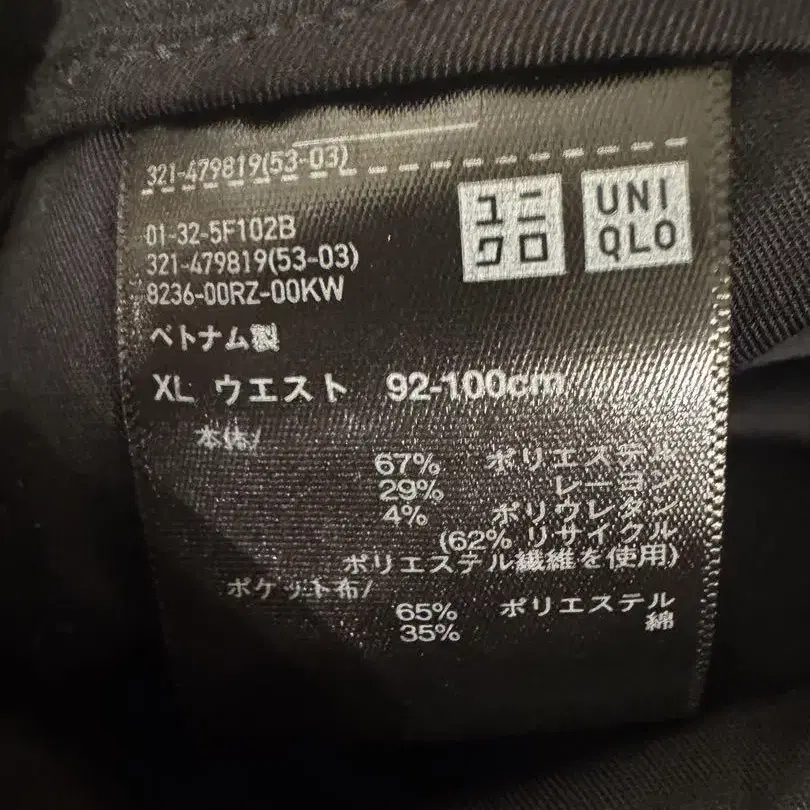 321-479819(53-03)
ユニ
クロ
UNI
QLO
01-32-5F102B
321-479819(53-03)
8236-00RZ-00KW
ベトナム製
XL ウエスト 92-100cm
本体/
67% ポリエステル
29% レーヨン
4% ポリウレタン
(62% リサイクル
ポリエステル繊維を使用)
ポケット布/
65% ポリエステル
35% 綿